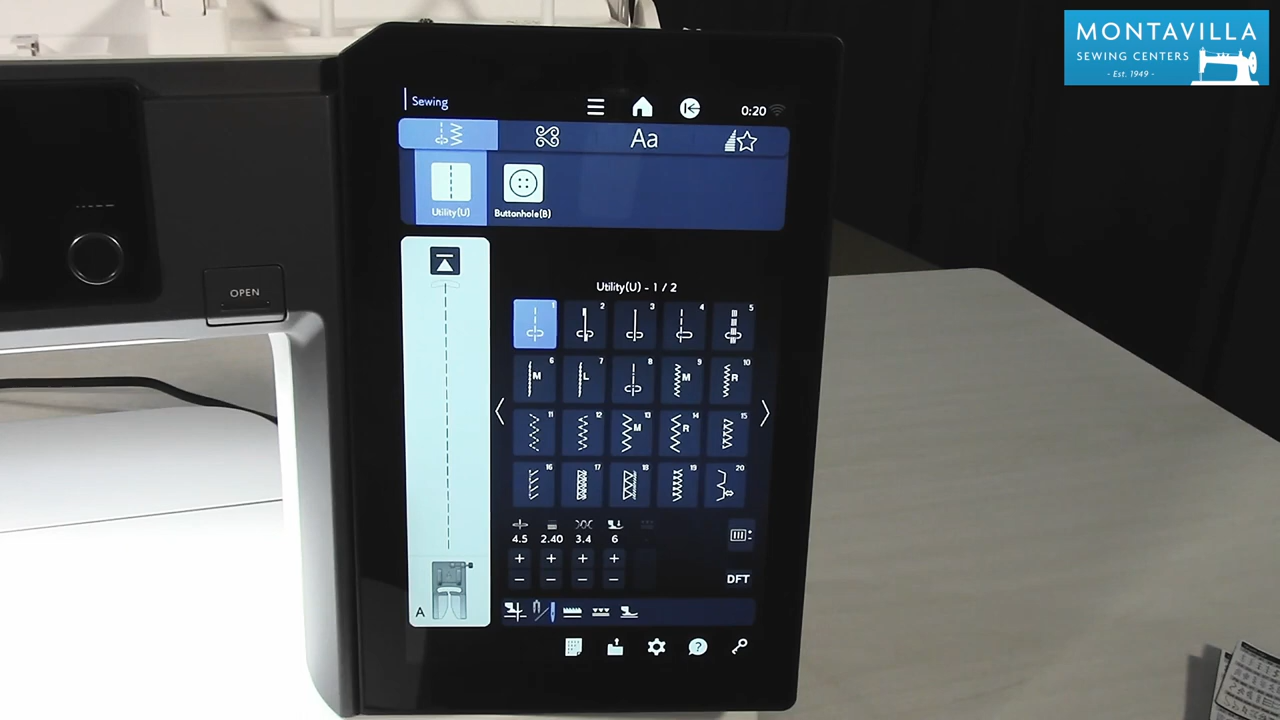 MONTAVILLA
SEWING CENTERS
- Est. 1949 -
Sewing
0:20
Aa
Utility(U)
Buttonhole(B)
OPEN
Utility(U) - 1 / 2
1 2 3 4 5
M 6 L 7 8 M 9 R 10
11 12 M 13 R 14 15
16 17 18 19 20
4.5 2.40 3.4 6
+ + + +
− − − −
DFT
A
?